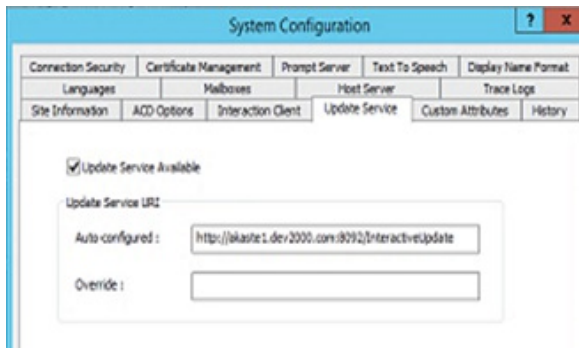 System Configuration
? X
Connection Security Certificate Management Prompt Server Text To Speech Display Name Format
Languages Mailboxes Host Server Trace Logs
Site Information ACD Options Interaction Client Update Service Custom Attributes History
Update Service Available
Update Service URI
Auto-configured : http://akaste1.dev2000.com:8092/InteractiveUpdate
Override :